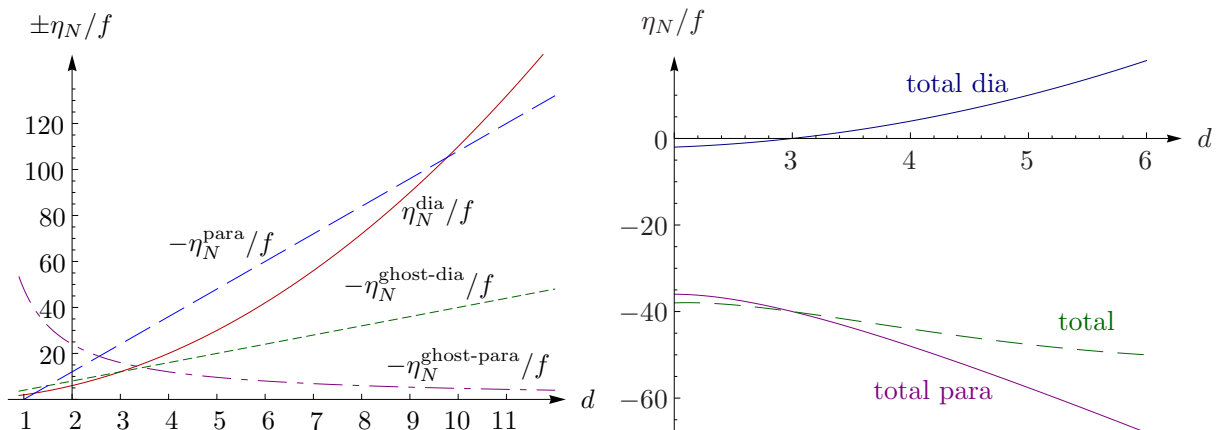 ±η_N/f
120
100
80
60
40
20
1 2 3 4 5 6 7 8 9 10 11
d
−η_N^para/f
η_N^dia/f
−η_N^ghost-dia/f
−η_N^ghost-para/f
η_N/f
total dia
0
3 4 5 6
d
−20
−40
total
total para
−60